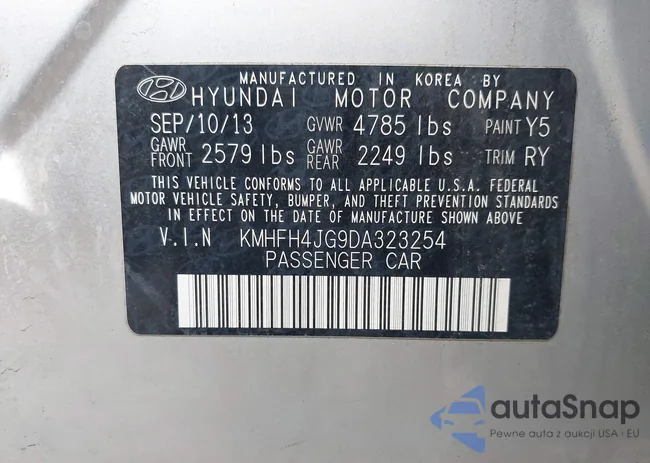 MANUFACTURED IN KOREA BY
HYUNDAI MOTOR COMPANY
SEP/10/13 GVWR 4785 lbs PAINT Y5
GAWR FRONT 2579 lbs GAWR REAR 2249 lbs TRIM RY
THIS VEHICLE CONFORMS TO ALL APPLICABLE U.S.A. FEDERAL
MOTOR VEHICLE SAFETY, BUMPER, AND THEFT PREVENTION STANDARDS
IN EFFECT ON THE DATE OF MANUFACTURE SHOWN ABOVE
V.I.N KMHFH4JG9DA323254
PASSENGER CAR
autaSnap
Pewne auta z aukcji USA i EU